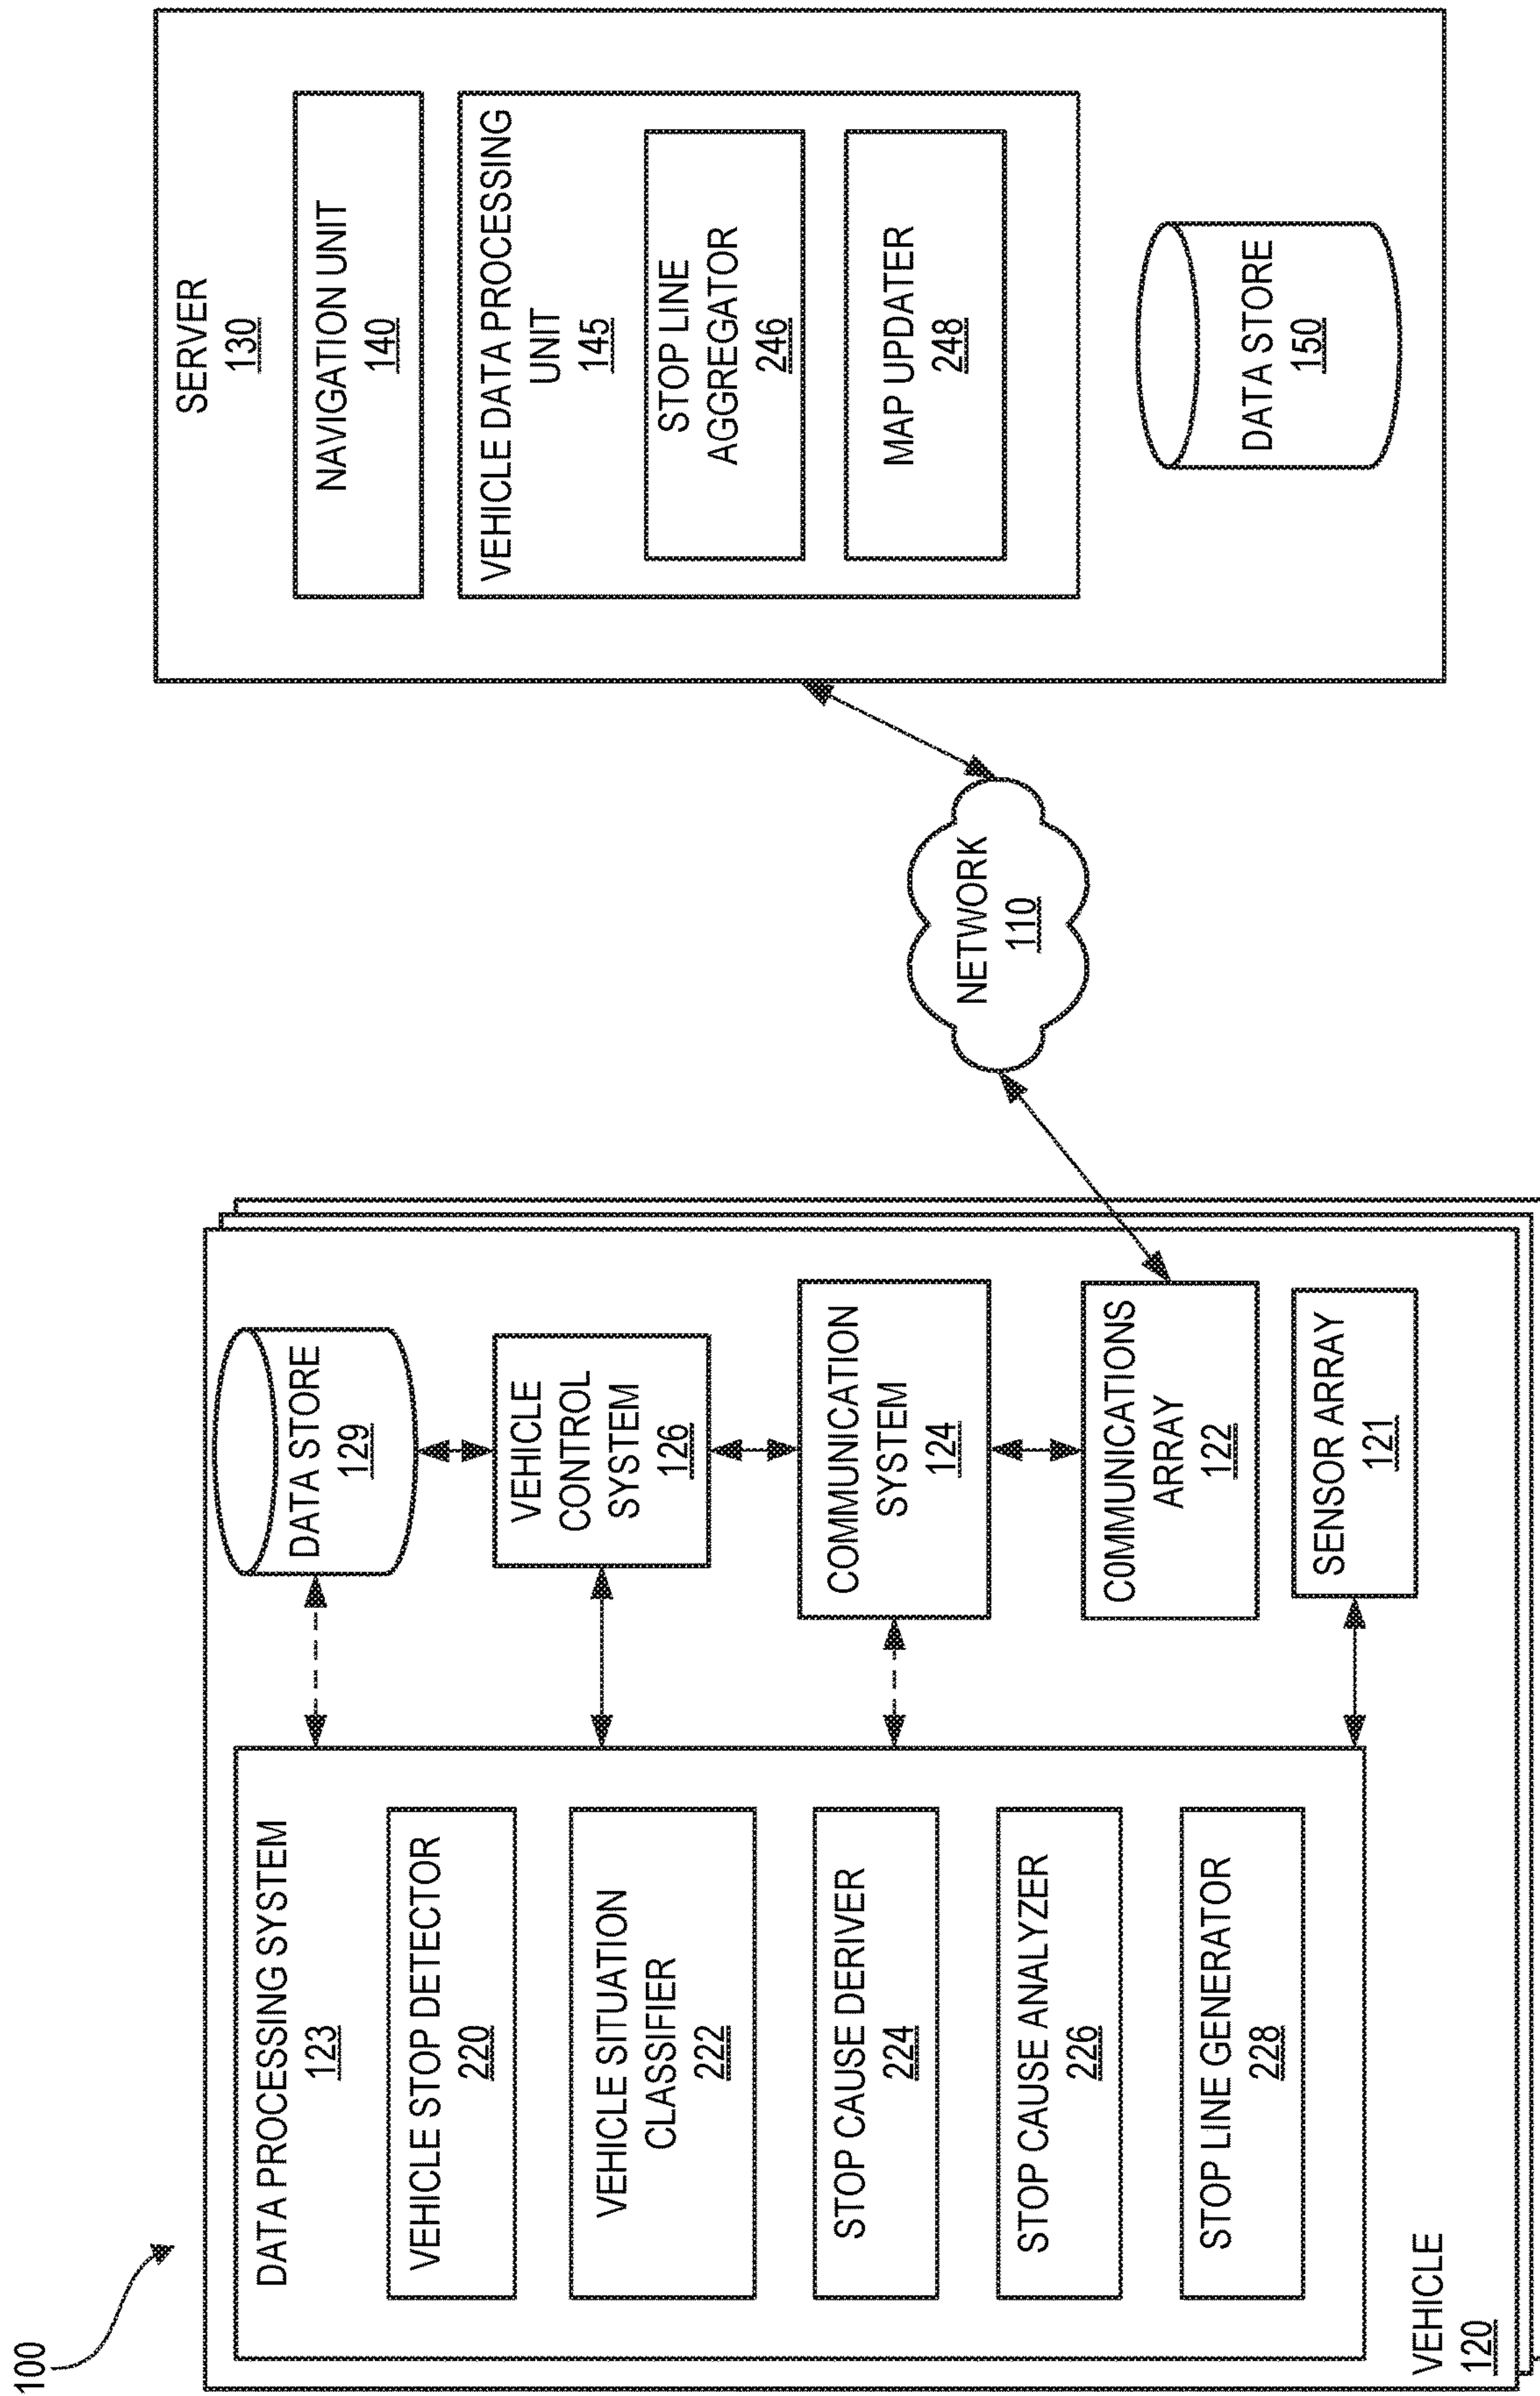 100
DATA PROCESSING SYSTEM
123
VEHICLE STOP DETECTOR
220
VEHICLE SITUATION
CLASSIFIER
222
STOP CAUSE DERIVER
224
STOP CAUSE ANALYZER
226
STOP LINE GENERATOR
228
VEHICLE
120
DATA STORE
129
VEHICLE
CONTROL
SYSTEM
126
COMMUNICATION
SYSTEM
124
C0MMUNICATIONS
ARRAY
122
SENSOR ARRAY
121
NETWORK
110
SERVER
130
NAVIGATION UNIT
140
VEHICLE DATA PROCESSING
UNIT
145
STOP LINE
AGGREGATOR
246
MAP UPDATER
248
DATA STORE
150